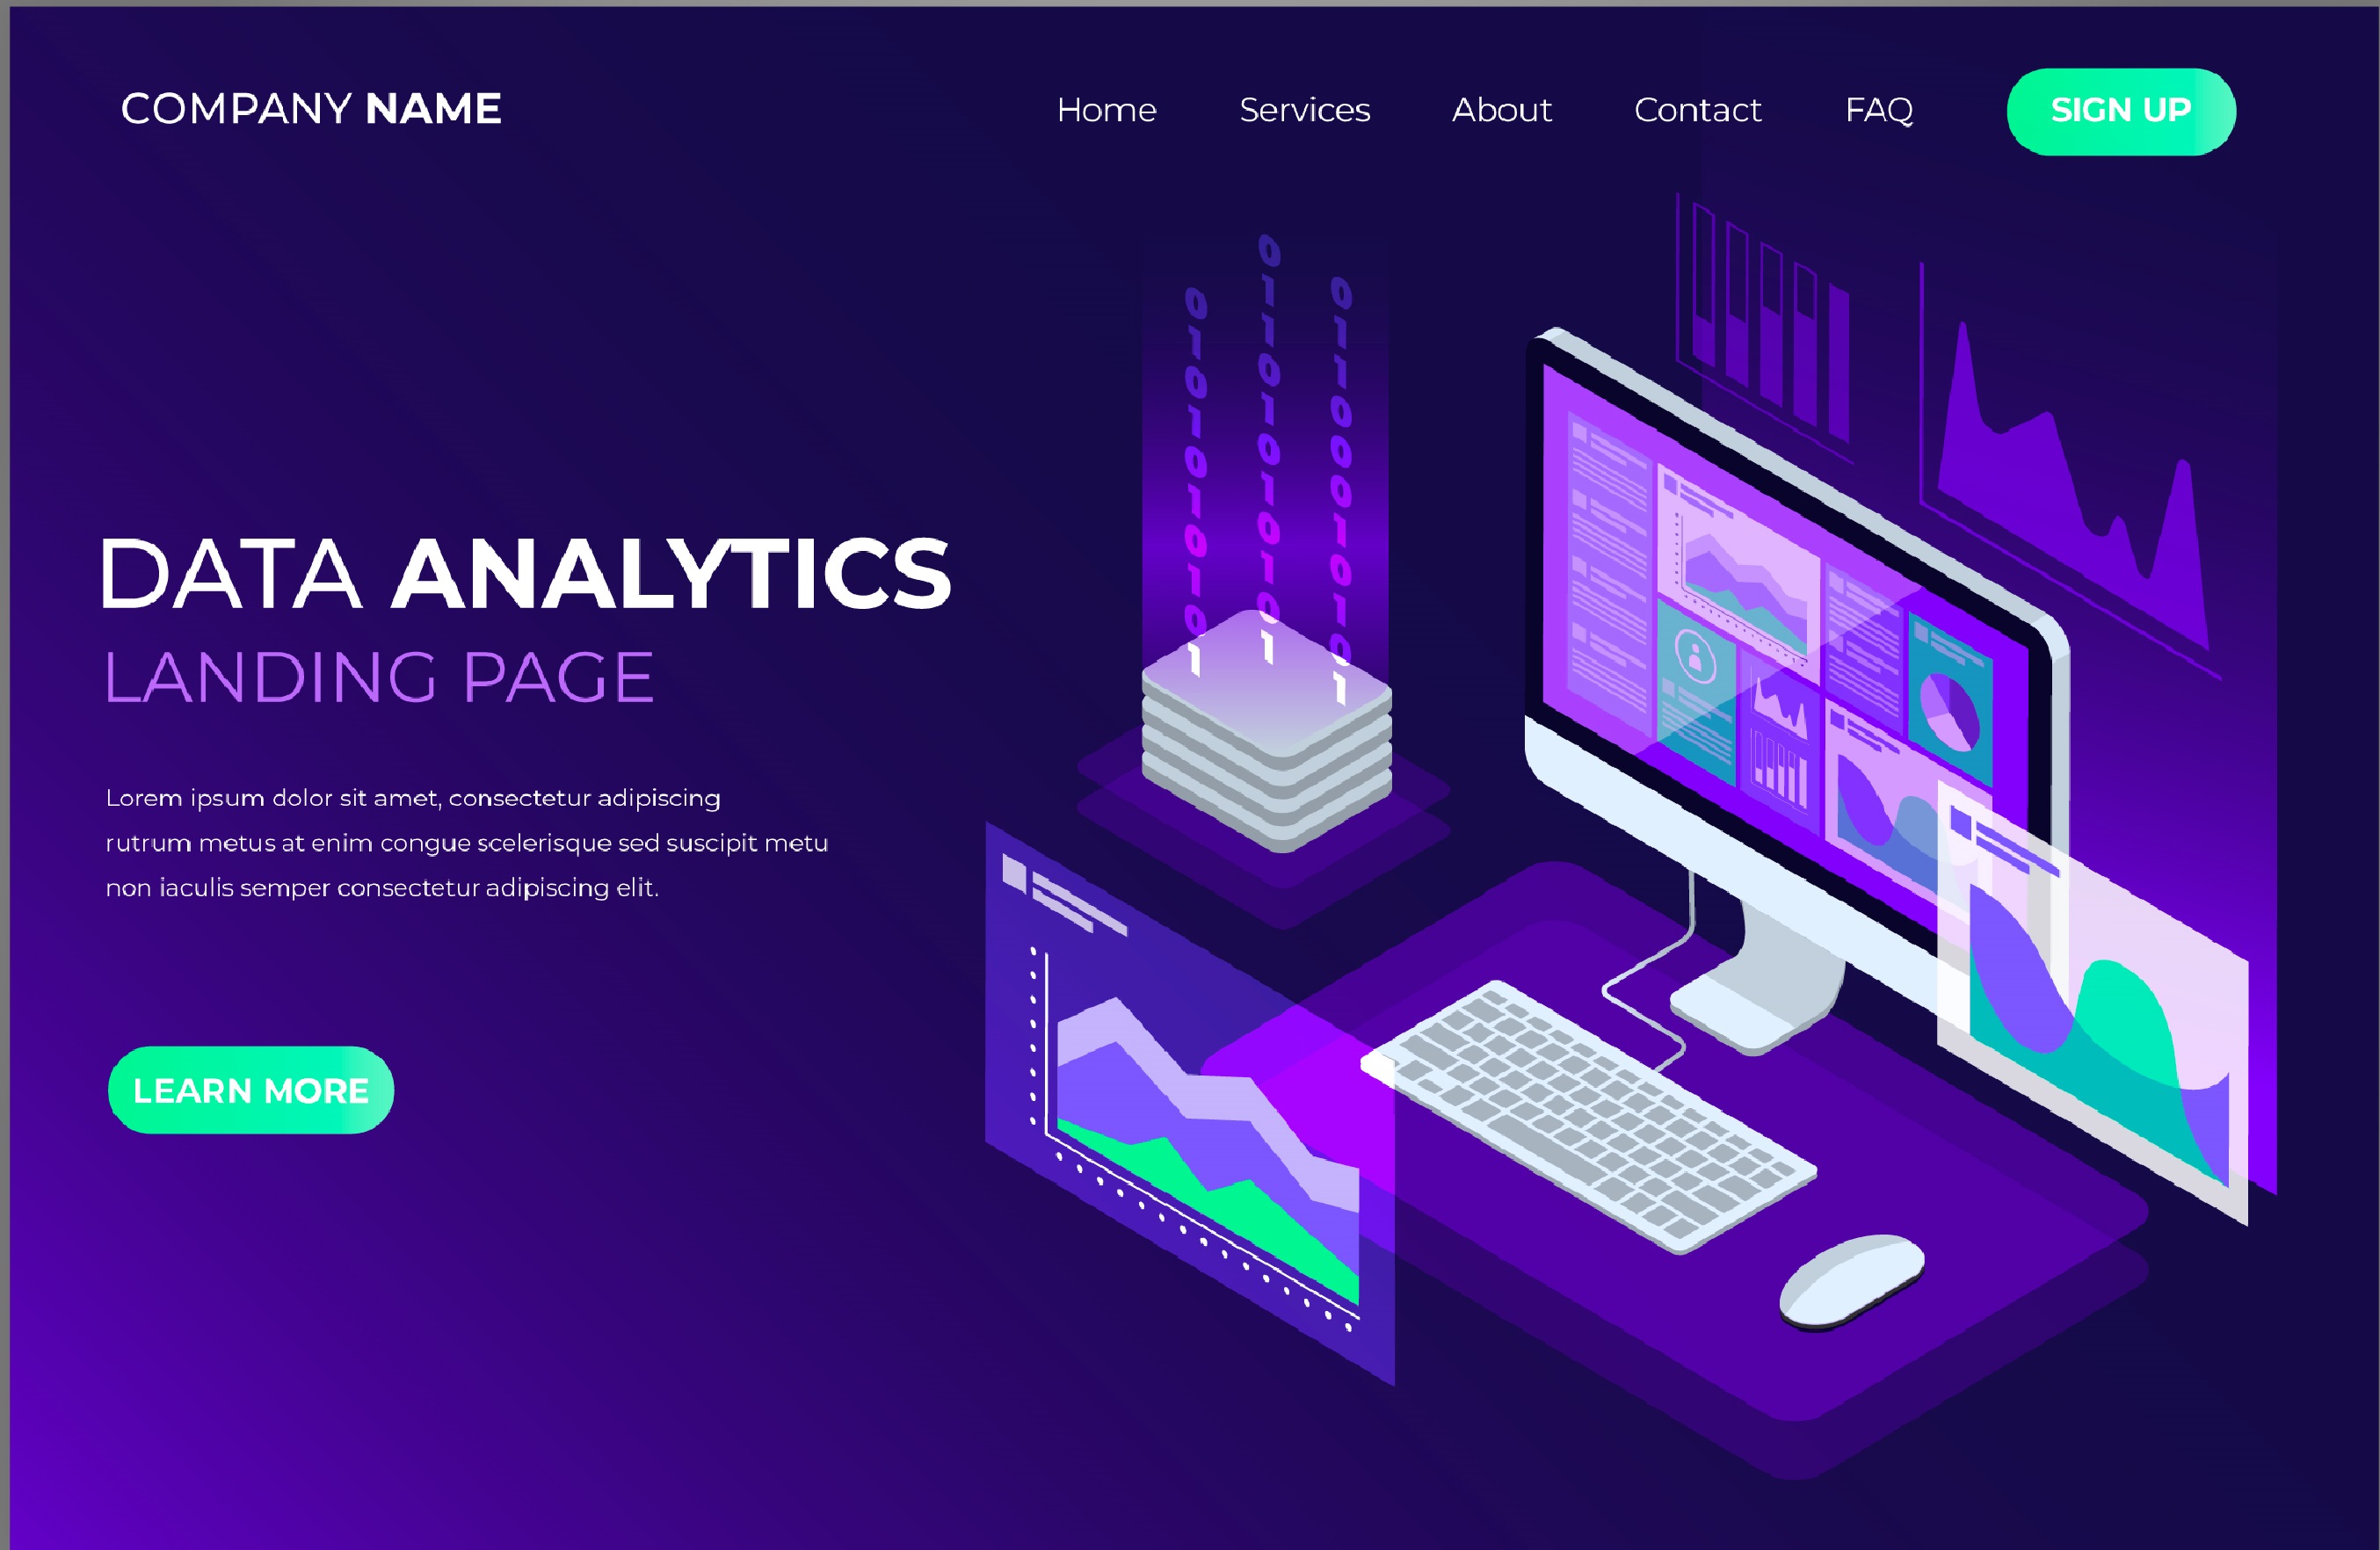 COMPANY NAME
Home Services About Contact FAQ SIGN UP
DATA ANALYTICS
LANDING PAGE
Lorem ipsum dolor sit amet, consectetur adipiscing
rutrum metus at enim congue scelerisque sed suscipit metu
non iaculis semper consectetur adipiscing elit.
LEARN MORE